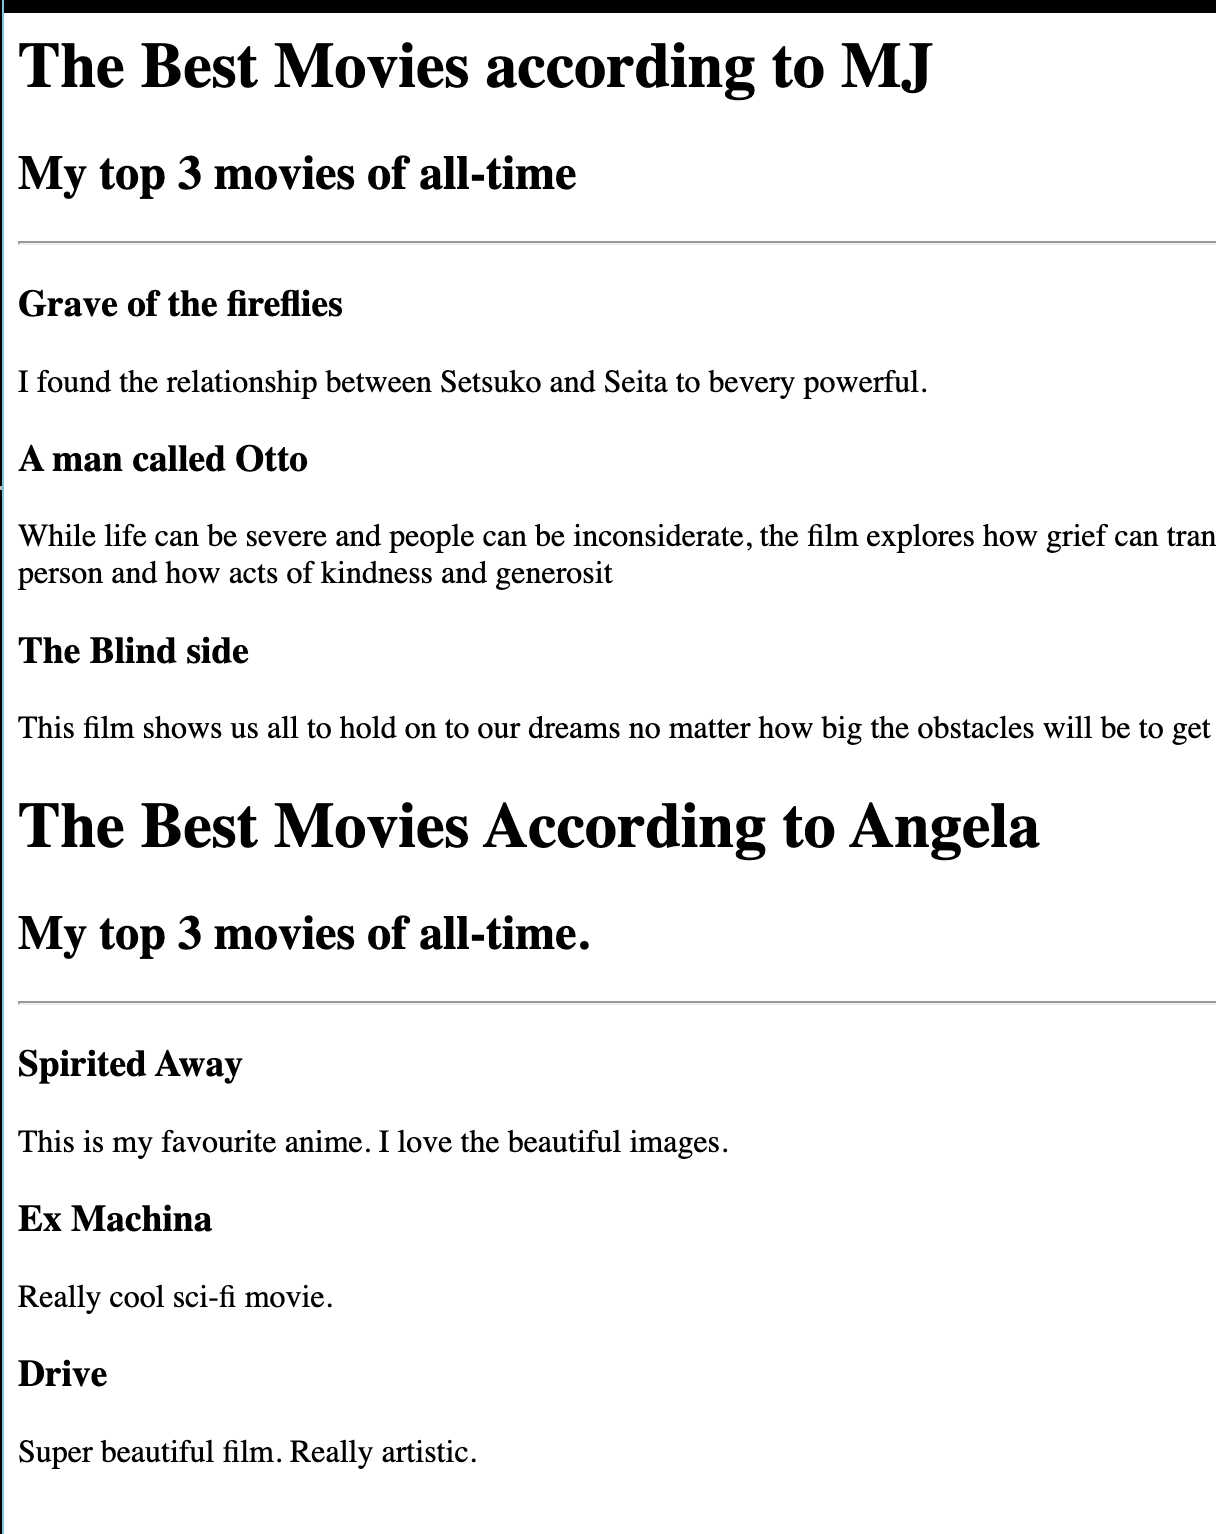 The Best Movies according to MJ
My top 3 movies of all-time
Grave of the fireflies
I found the relationship between Setsuko and Seita to bevery powerful.
A man called Otto
While life can be severe and people can be inconsiderate, the film explores how grief can tran
person and how acts of kindness and generosit
The Blind side
This film shows us all to hold on to our dreams no matter how big the obstacles will be to get
The Best Movies According to Angela
My top 3 movies of all-time.
Spirited Away
This is my favourite anime. I love the beautiful images.
Ex Machina
Really cool sci-fi movie.
Drive
Super beautiful film. Really artistic.